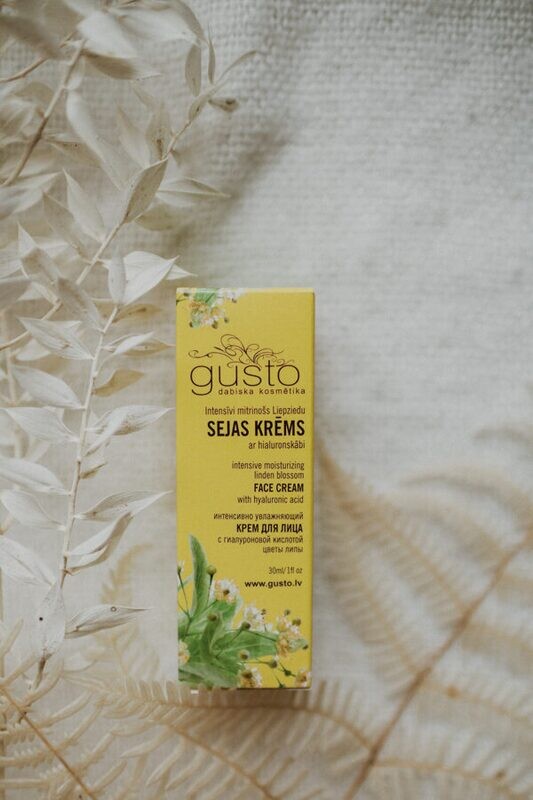 gusto
dabiska kosmētika
Intensīvi mitrinošs Liepziedu
SEJAS KRĒMS
ar hialuronskābi
intensive moisturizing
linden blossom
FACE CREAM
with hyaluronic acid
интенсивно увлажняющий
КРЕМ ДЛЯ ЛИЦА
с гиалуроновой кислотой
цветы липы
30ml/1fl oz
www.gusto.lv